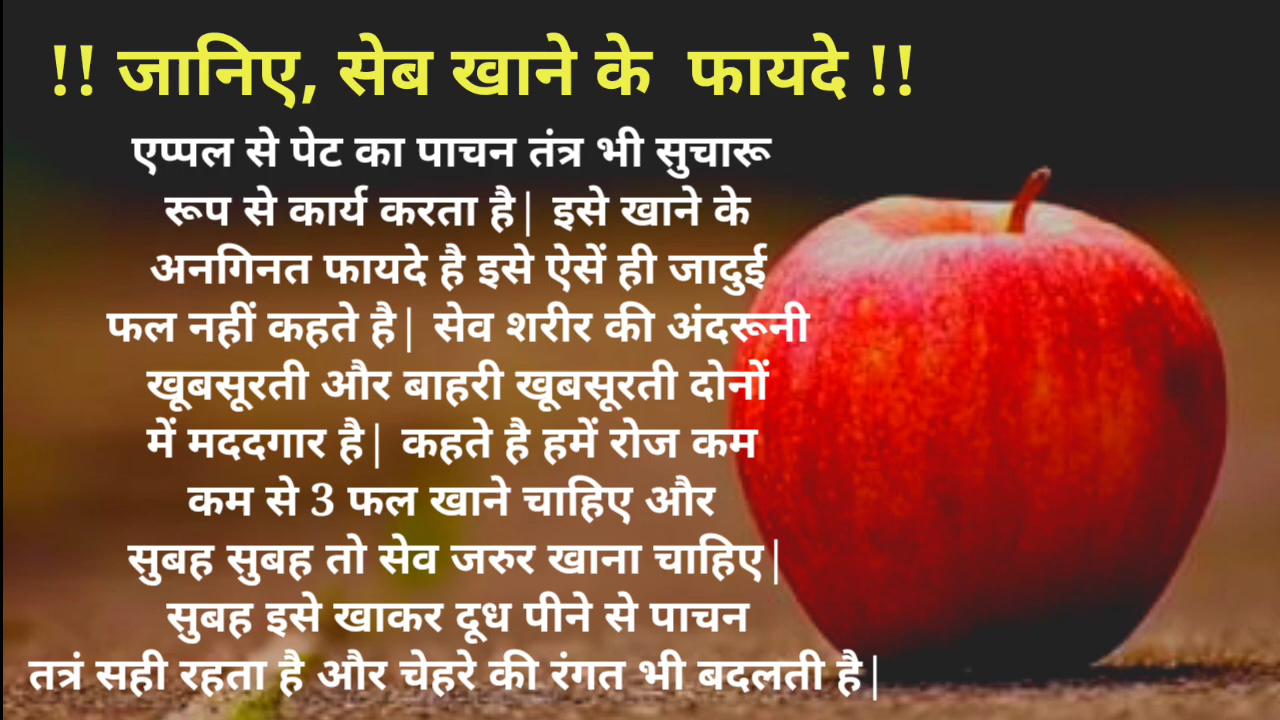 !! जानिए, सेब खाने के फायदे !!
एप्पल से पेट का पाचन तंत्र भी सुचारू
रूप से कार्य करता है| इसे खाने के
अनगिनत फायदे है इसे ऐसें ही जादुई
फल नहीं कहते है| सेव शरीर की अंदरूनी
खूबसूरती और बाहरी खूबसूरती दोनों
में मददगार है| कहते है हमें रोज कम
कम से 3 फल खाने चाहिए और
सुबह सुबह तो सेव जरुर खाना चाहिए|
सुबह इसे खाकर दूध पीने से पाचन
तत्रं सही रहता है और चेहरे की रंगत भी बदलती है|